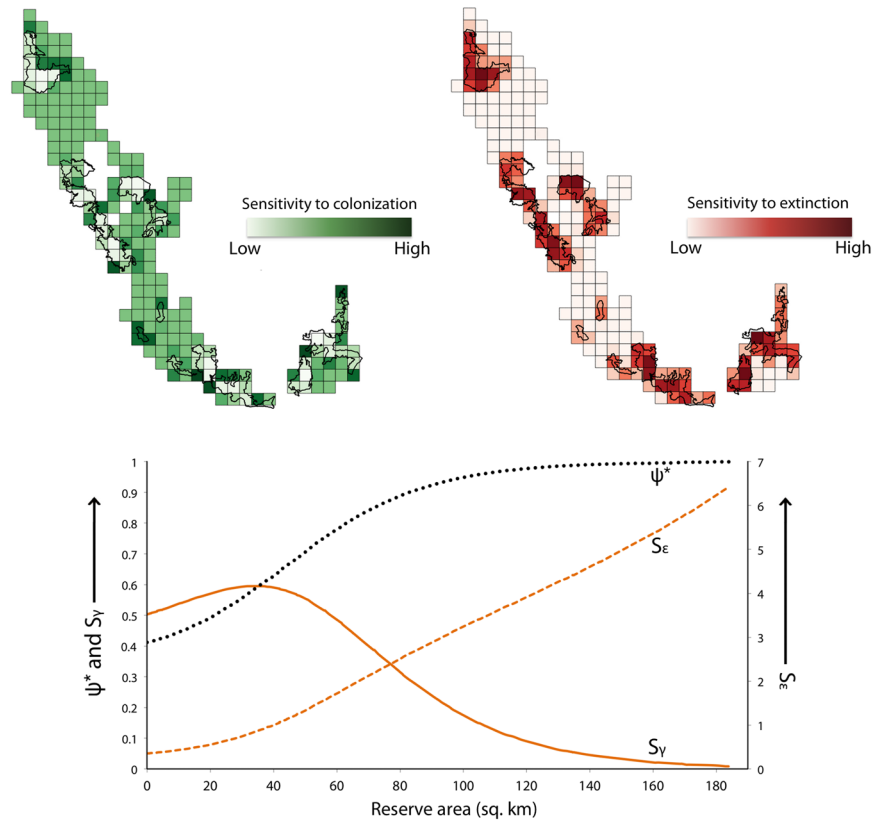 Sensitivity to colonization
Low High
Sensitivity to extinction
Low High
ψ* and Sγ
1
0.9
0.8
0.7
0.6
0.5
0.4
0.3
0.2
0.1
0
ψ*
Sε
Sγ
7
6
5
4
3
2
1
0
Sε
0 20 40 60 80 100 120 140 160 180
Reserve area (sq. km)